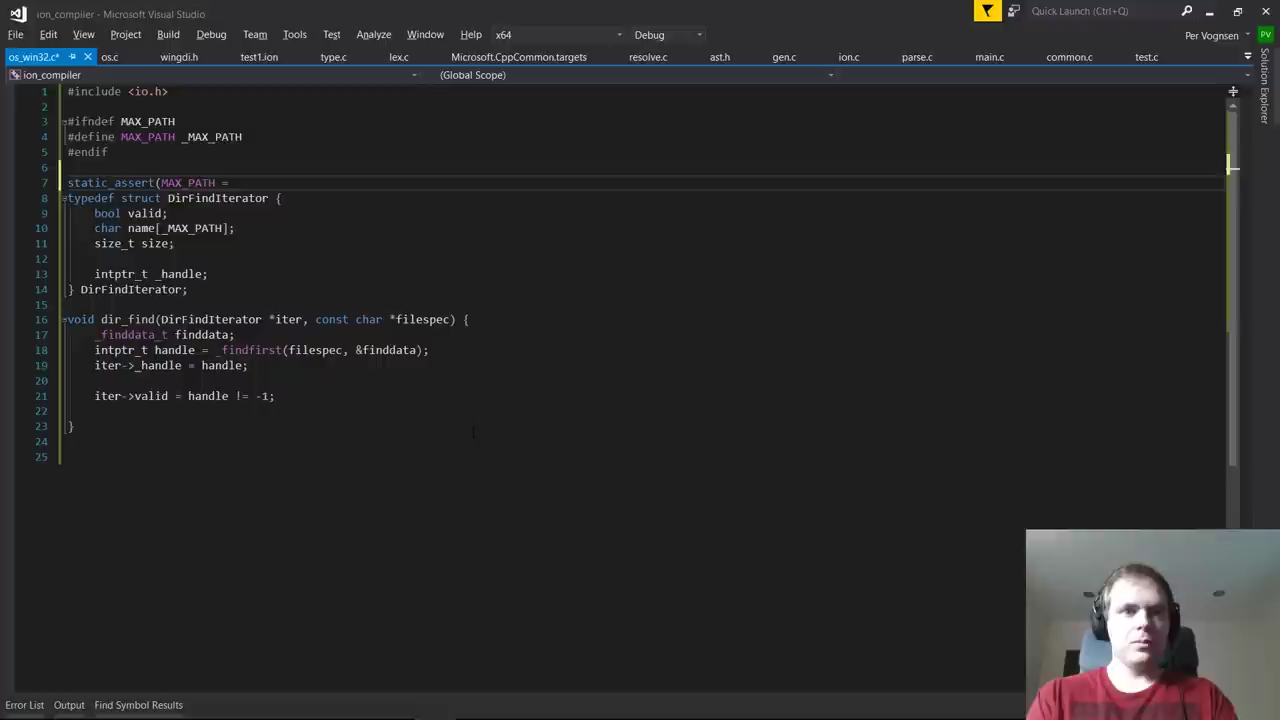 ion_compiler - Microsoft Visual Studio
Quick Launch (Ctrl+Q)
File Edit View Project Build Debug Team Tools Test Analyze Window Help x64 Debug Per Vognsen PV
os_win32.c* os.c wingdi.h test1.ion type.c lex.c Microsoft.CppCommon.targets resolve.c ast.h gen.c ion.c parse.c main.c common.c test.c
ion_compiler (Global Scope)
Solution Explorer
1 #include <io.h>
2
3 #ifndef MAX_PATH
4 #define MAX_PATH _MAX_PATH
5 #endif
6
7 static_assert(MAX_PATH =
8 typedef struct DirFindIterator {
9 bool valid;
10 char name[_MAX_PATH];
11 size_t size;
12
13 intptr_t _handle;
14 } DirFindIterator;
15
16 void dir_find(DirFindIterator *iter, const char *filespec) {
17 _finddata_t finddata;
18 intptr_t handle = _findfirst(filespec, &finddata);
19 iter->_handle = handle;
20
21 iter->valid = handle != -1;
22
23 }
24
25
Error List Output Find Symbol Results